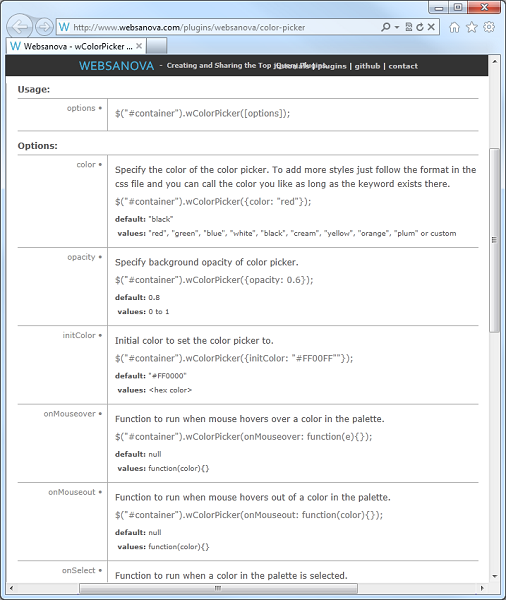 http://www.websanova.com/plugins/websanova/color-picker
Websanova - wColorPicker ...
WEBSANOVA - Creating and Sharing the Top jQuery Plugins. tutorials | plugins | github | contact
Usage:
options • $("#container").wColorPicker([options]);
Options:
color • Specify the color of the color picker. To add more styles just follow the format in the
css file and you can call the color you like as long as the keyword exists there.
$("#container").wColorPicker({color: "red"});
default: "black"
values: "red", "green", "blue", "white", "black", "cream", "yellow", "orange", "plum" or custom
opacity • Specify background opacity of color picker.
$("#container").wColorPicker({opacity: 0.6});
default: 0.8
values: 0 to 1
initColor • Initial color to set the color picker to.
$("#container").wColorPicker({initColor: "#FF00FF""});
default: "#FF0000"
values: <hex color>
onMouseover • Function to run when mouse hovers over a color in the palette.
$("#container").wColorPicker(onMouseover: function(e){});
default: null
values: function(color){}
onMouseout • Function to run when mouse hovers out of a color in the palette.
$("#container").wColorPicker(onMouseout: function(color){});
default: null
values: function(color){}
onSelect • Function to run when a color in the palette is selected.